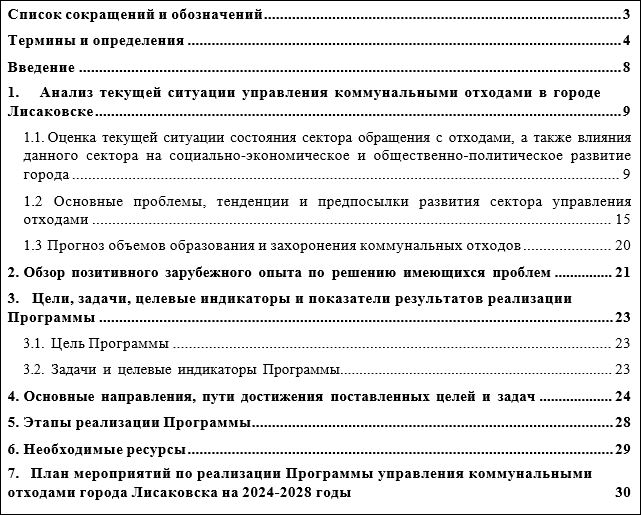 Список сокращений и обозначений.....3
Термины и определения.....4
Введение.....8
1. Анализ текущей ситуации управления коммунальными отходами в городе
Лисаковске.....9
1.1. Оценка текущей ситуации состояния сектора обращения с отходами, а также влияния
данного сектора на социально-экономическое и общественно-политическое развитие
города.....9
1.2 Основные проблемы, тенденции и предпосылки развития сектора управления
отходами.....15
1.3 Прогноз объемов образования и захоронения коммунальных отходов.....20
2. Обзор позитивного зарубежного опыта по решению имеющихся проблем.....21
3. Цели, задачи, целевые индикаторы и показатели результатов реализации
Программы.....23
3.1. Цель Программы.....23
3.2. Задачи и целевые индикаторы Программы.....23
4. Основные направления, пути достижения поставленных целей и задач.....24
5. Этапы реализации Программы.....28
6. Необходимые ресурсы.....29
7. План мероприятий по реализации Программы управления коммунальными
отходами города Лисаковска на 2024-2028 годы 30